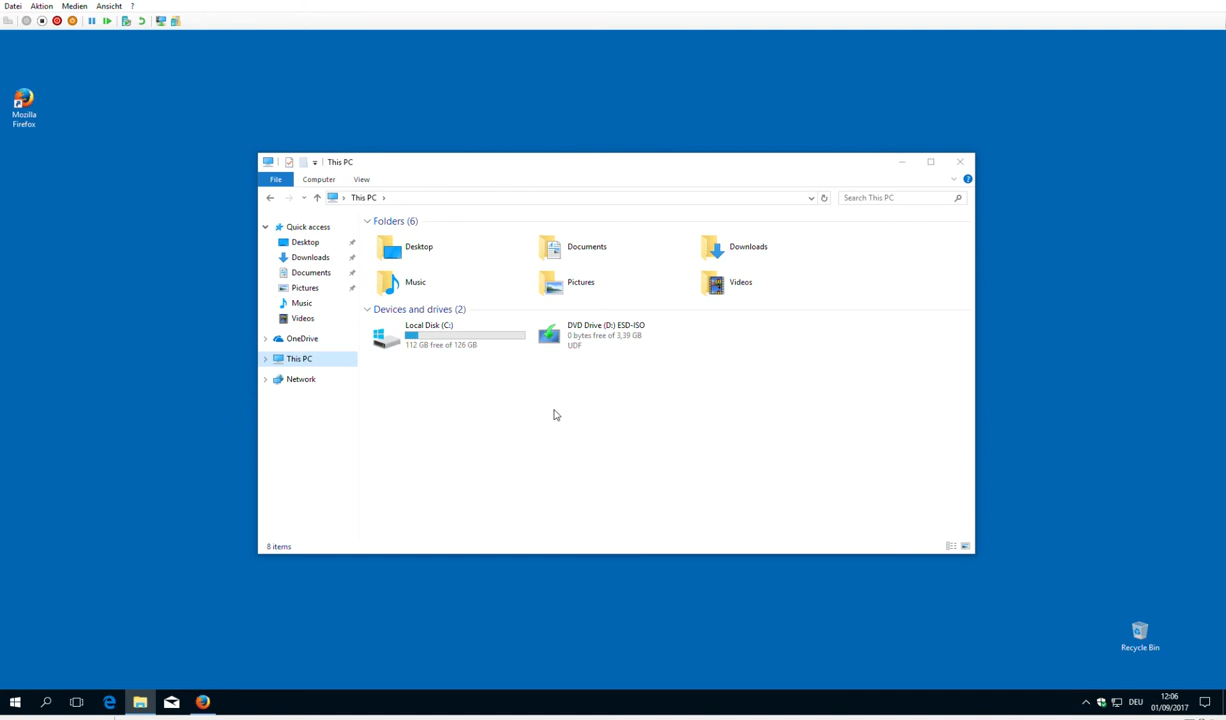 Datei Aktion Medien Ansicht ?
Mozilla
Firefox
This PC
File Computer View
This PC
Search This PC
Quick access
Desktop
Downloads
Documents
Pictures
Music
Videos
OneDrive
This PC
Network
Folders (6)
Desktop
Documents
Downloads
Music
Pictures
Videos
Devices and drives (2)
Local Disk (C:)
112 GB free of 126 GB
DVD Drive (D:) ESD-ISO
0 bytes free of 3,39 GB
UDF
8 items
Recycle Bin
DEU
12:06
01/09/2017